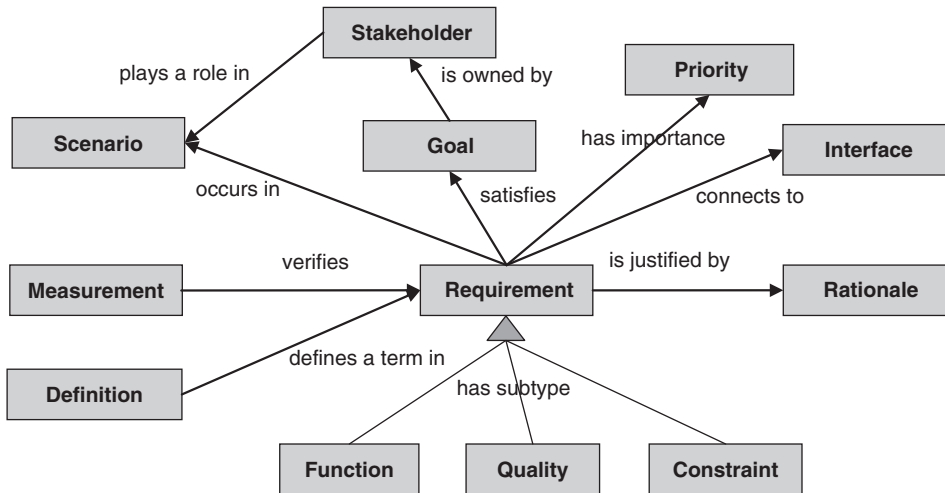 Stakeholder
plays a role in
is owned by
Priority
Scenario
Goal
has importance
Interface
occurs in
satisfies
connects to
verifies
is justified by
Measurement
Requirement
Rationale
defines a term in
Definition
has subtype
Function
Quality
Constraint